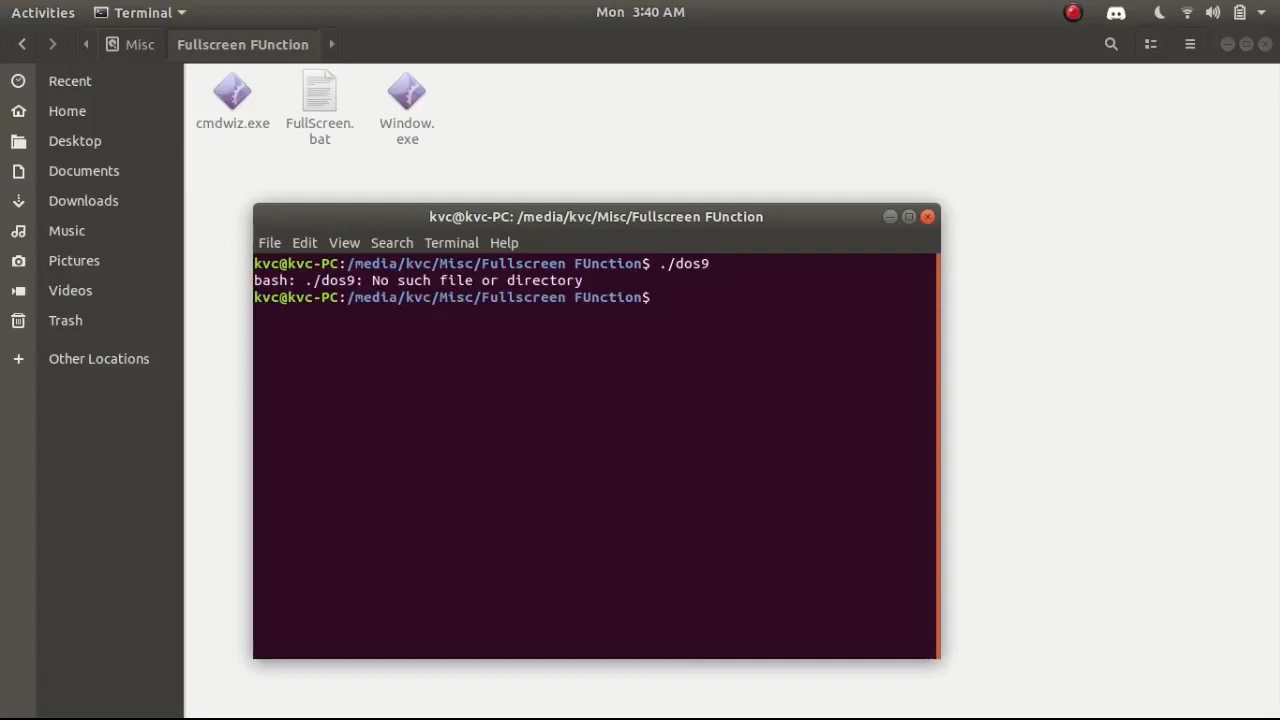 Activities Terminal Mon 3:40 AM
Misc Fullscreen FUnction
Recent
Home
Desktop
Documents
Downloads
Music
Pictures
Videos
Trash
+ Other Locations
cmdwiz.exe
FullScreen.
bat
Window.
exe
kvc@kvc-PC: /media/kvc/Misc/Fullscreen FUnction
File Edit View Search Terminal Help
kvc@kvc-PC:/media/kvc/Misc/Fullscreen FUnction$ ./dos9
bash: ./dos9: No such file or directory
kvc@kvc-PC:/media/kvc/Misc/Fullscreen FUnction$